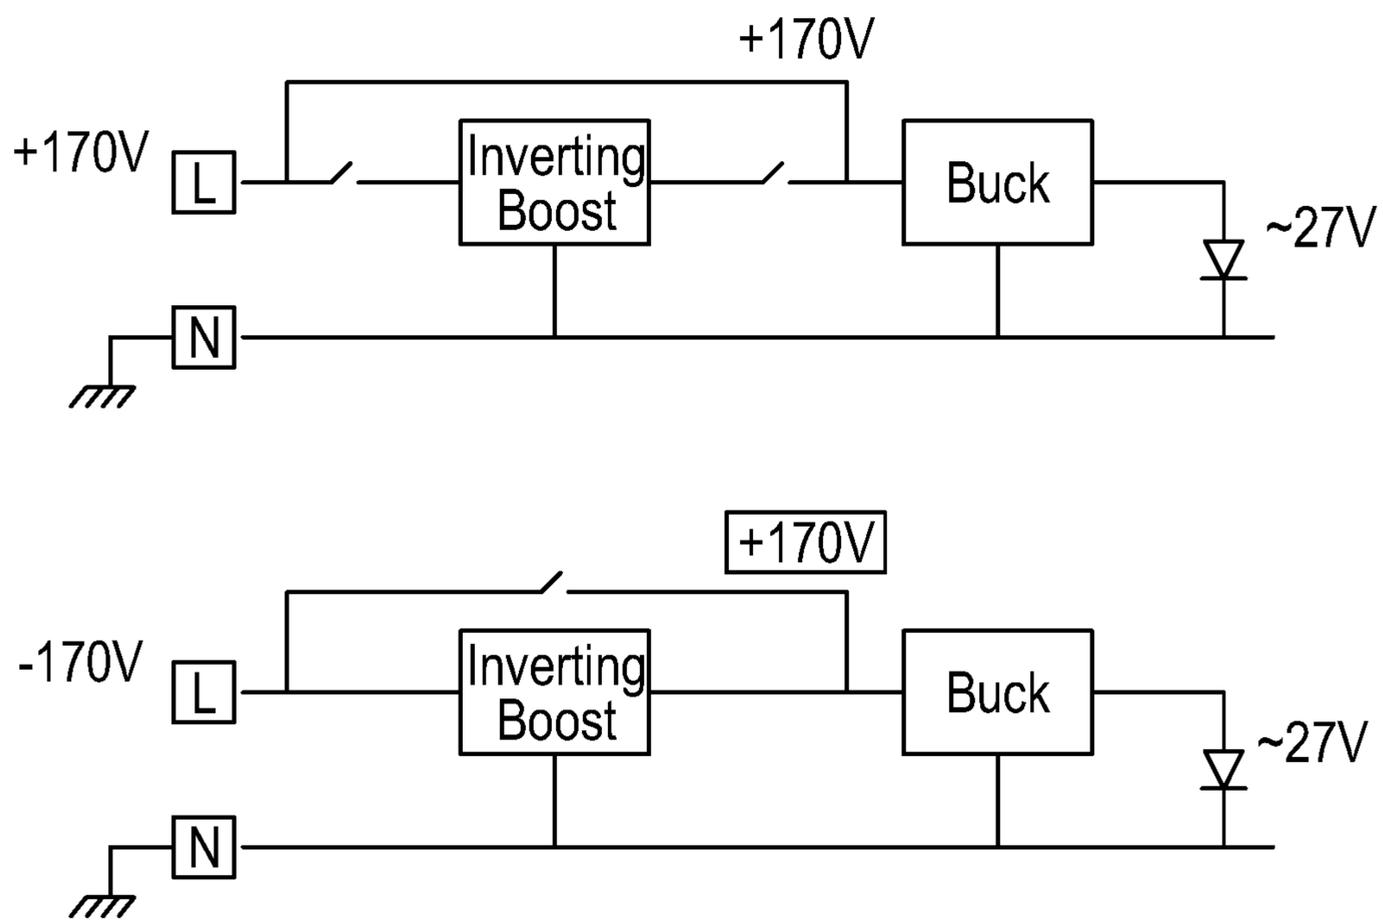 +170V
+170V
L
Inverting
Boost
Buck
~27V
N
+170V
-170V
L
Inverting
Boost
Buck
~27V
N